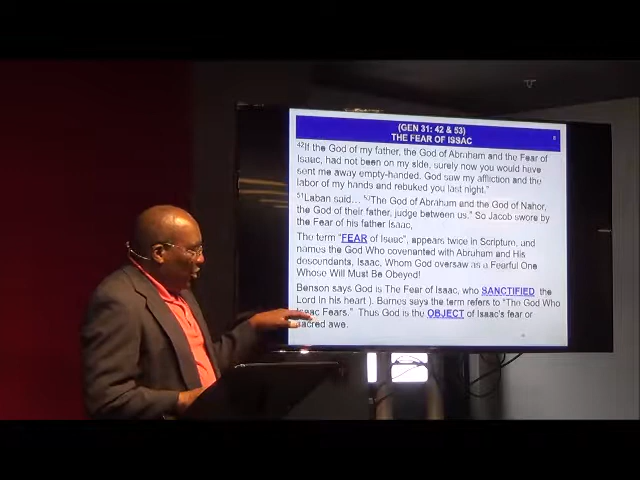 (GEN 31: 42 & 53)
THE FEAR OF ISSAC
8
42If the God of my father, the God of Abraham and the Fear of
Isaac, had not been on my side, surely now you would have
sent me away empty-handed. God saw my affliction and the
labor of my hands and rebuked you last night."
51Laban said… 53The God of Abraham and the God of Nahor,
the God of their father, judge between us." So Jacob swore by
the Fear of his father Isaac,
The term "FEAR of Isaac", appears twice in Scripture, and
names the God Who covenanted with Abraham and His
descendants, Isaac, Whom God oversaw as a Fearful One
Whose Will Must Be Obeyed!
Benson says God is The Fear of Isaac, who SANCTIFIED the
Lord in his heart ). Barnes says the term refers to "The God Who
Isaac Fears." Thus God is the OBJECT of Isaac's fear or
sacred awe.